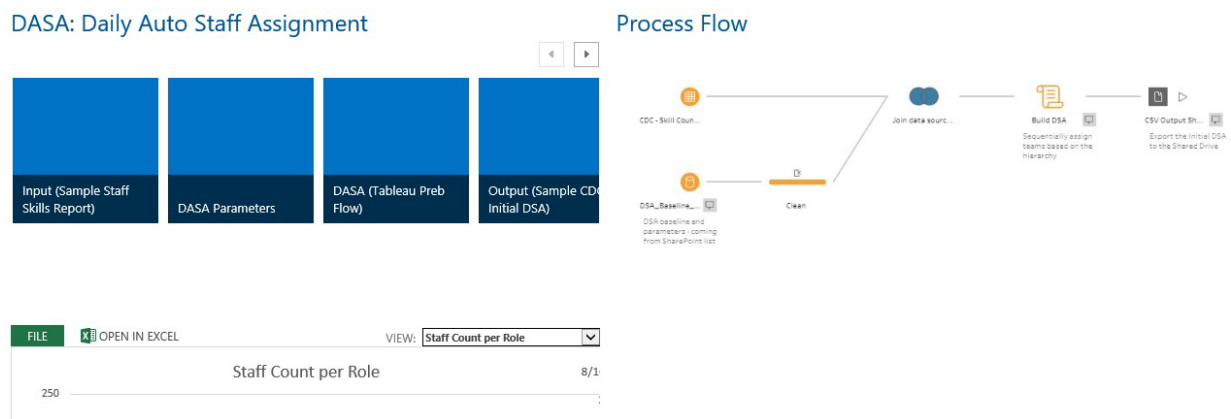 DASA: Daily Auto Staff Assignment
Input (Sample Staff
Skills Report)
DASA Parameters
DASA (Tableau Preb
Flow)
Output (Sample CDC
Initial DSA)
FILE
OPEN IN EXCEL
VIEW:
Staff Count per Role
Staff Count per Role
8/1
250
Process Flow
CDC - Skill Coun...
Join data sourc...
Build DSA
Sequentially assign
teams based on the
hierarchy
CSV Output Sh...
Export the Initial DSA
to the Shared Drive
DSA_Baseline_...
DSA baseline and
parameters - coming
from SharePoint list
Clean